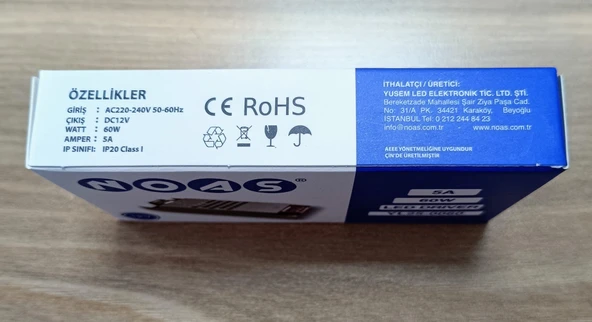 ÖZELLİKLER
GİRİŞ : AC220-240V 50-60Hz
ÇIKIŞ : DC12V
WATT : 60W
AMPER : 5A
IP SINIFI: IP20 Class I
CE RoHS
İTHALATÇI / ÜRETİCİ:
YUSEM LED ELEKTRONİK TİC. LTD. ŞTİ.
Bereketzade Mahallesi Şair Ziya Paşa Cad.
No: 31/A PK. 34421 Karaköy, Beyoğlu
İSTANBUL Tel: 0 212 244 84 23
info@noas.com.tr - www.noas.com.tr
AEEE YÖNETMELİĞİNE UYGUNDUR
ÇİN'DE ÜRETİLMİŞTİR
NOAS®
5A
60W
LED DRIVER